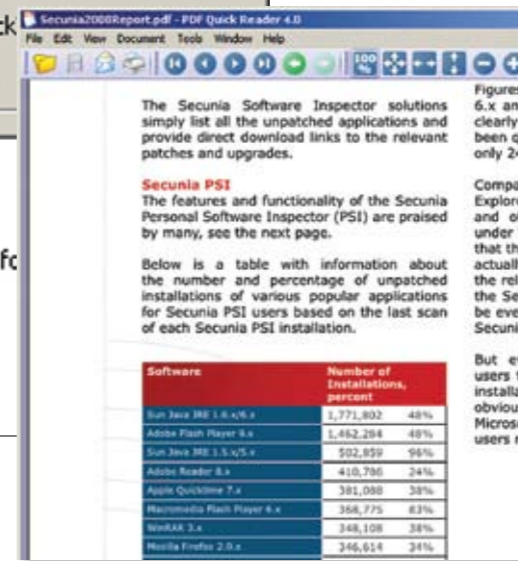 ck
Secunia2008Report.pdf - PDF Quick Reader 4.0
File Edit View Document Tools Window Help
100%
The Secunia Software Inspector solutions
simply list all the unpatched applications and
provide direct download links to the relevant
patches and upgrades.
Secunia PSI
The features and functionality of the Secunia
Personal Software Inspector (PSI) are praised
by many, see the next page.
Below is a table with information about
the number and percentage of unpatched
installations of various popular applications
for Secunia PSI users based on the last scan
of each Secunia PSI installation.
Software Number of
Installations,
percent
Sun Java JRE 1.6.x/6.x 1,771,802 48%
Adobe Flash Player 9.x 1,462,284 48%
Sun Java JRE 1.5.x/5.x 502,859 96%
Adobe Reader 8.x 410,786 24%
Apple Quicktime 7.x 381,088 38%
Macromedia Flash Player 6.x 368,775 83%
WinRAR 3.x 348,108 38%
Mozilla Firefox 2.0.x 346,614 34%
Figures
6.x an
clearly
been
only 24
Compa
Explor
and o
under
that th
actuall
the rel
the Se
be eve
Secuni
But e
users
installa
obviou
Micros
users
fo